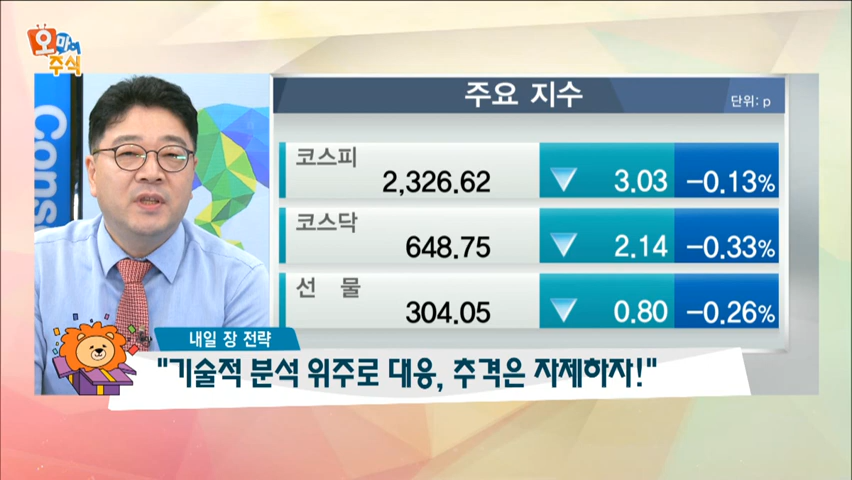 오마이
주식
Cons
주요 지수
단위: p
코스피
2,326.62 ▼ 3.03 -0.13%
코스닥
648.75 ▼ 2.14 -0.33%
선 물
304.05 ▼ 0.80 -0.26%
내일 장 전략
"기술적 분석 위주로 대응, 추격은 자제하자!"